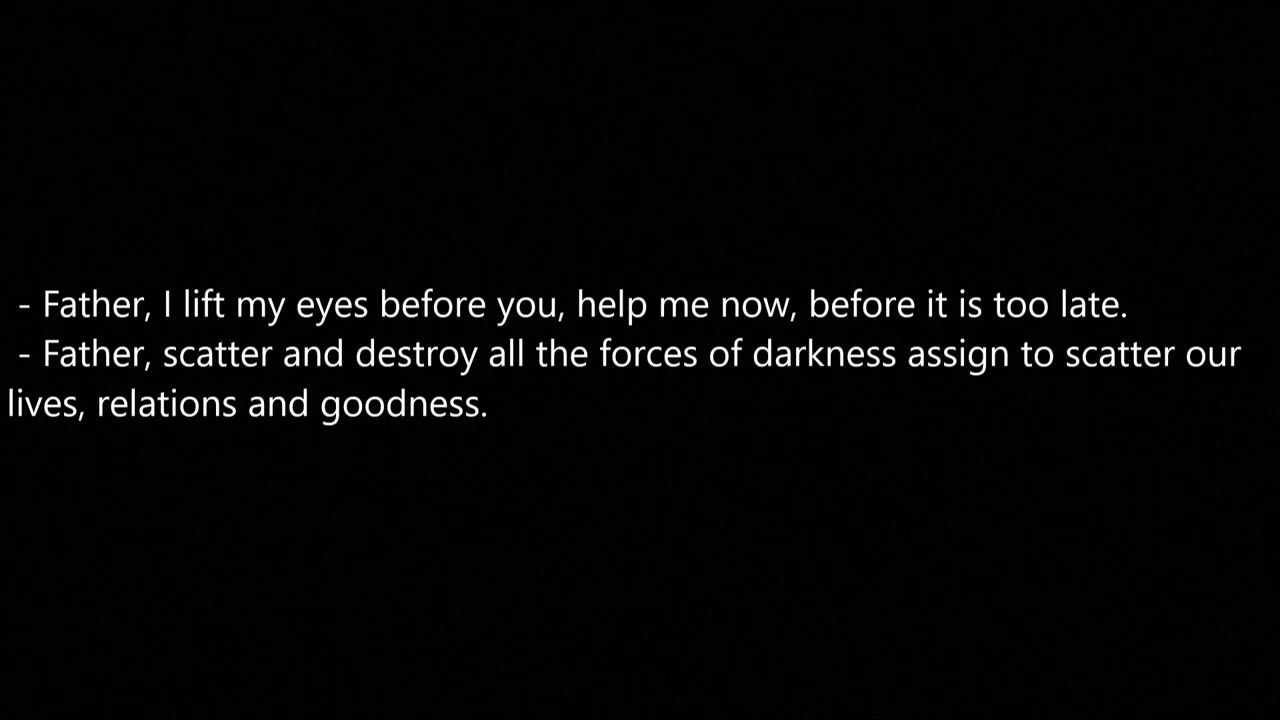 - Father, I lift my eyes before you, help me now, before it is too late.
- Father, scatter and destroy all the forces of darkness assign to scatter our
lives, relations and goodness.